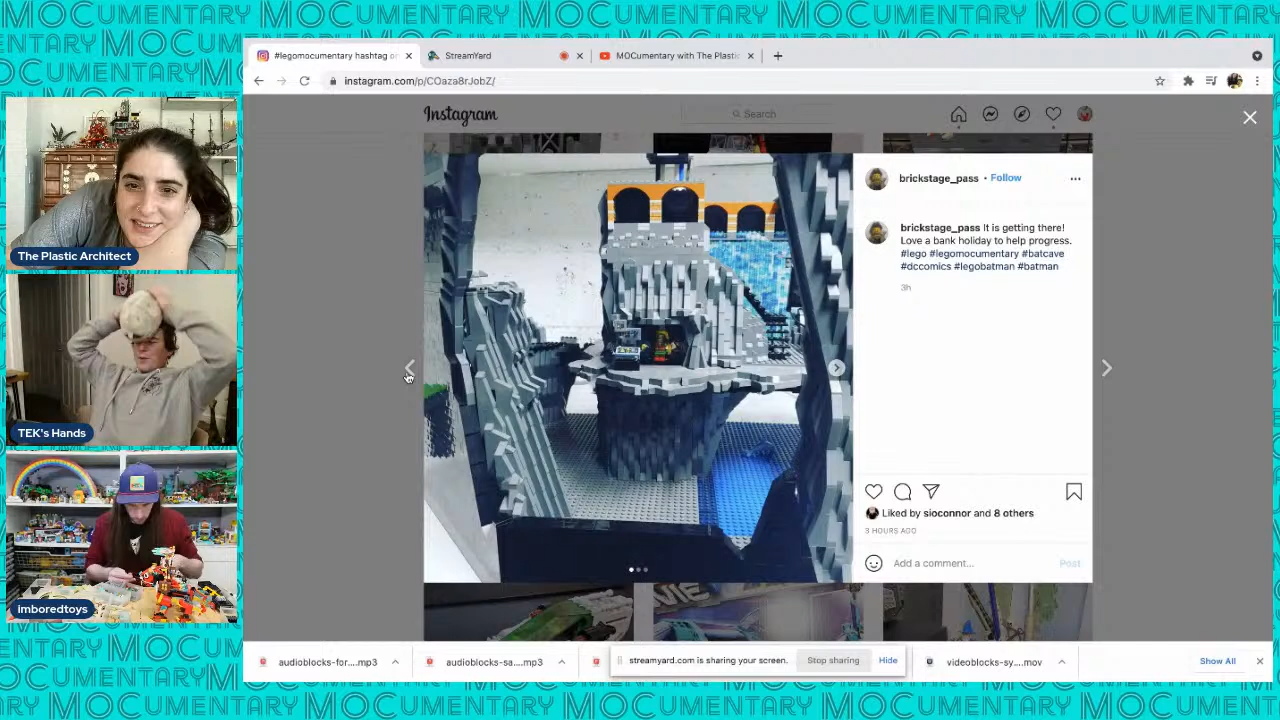 MOCUMENTARY
#legomocumentary hashtag on
StreamYard
MOCumentary with The Plastic
instagram.com/p/COaza8rJobZ/
Instagram
Search
The Plastic Architect
TEK's Hands
imboredtoys
brickstage_pass • Follow
brickstage_pass It is getting there!
Love a bank holiday to help progress.
#lego #legomocumentary #batcave
#dccomics #legobatman #batman
3h
Liked by sioconnor and 8 others
3 HOURS AGO
Add a comment...
Post
audioblocks-for....mp3
audioblocks-sa....mp3
streamyard.com is sharing your screen.
Stop sharing
Hide
videoblocks-sy....mov
Show All